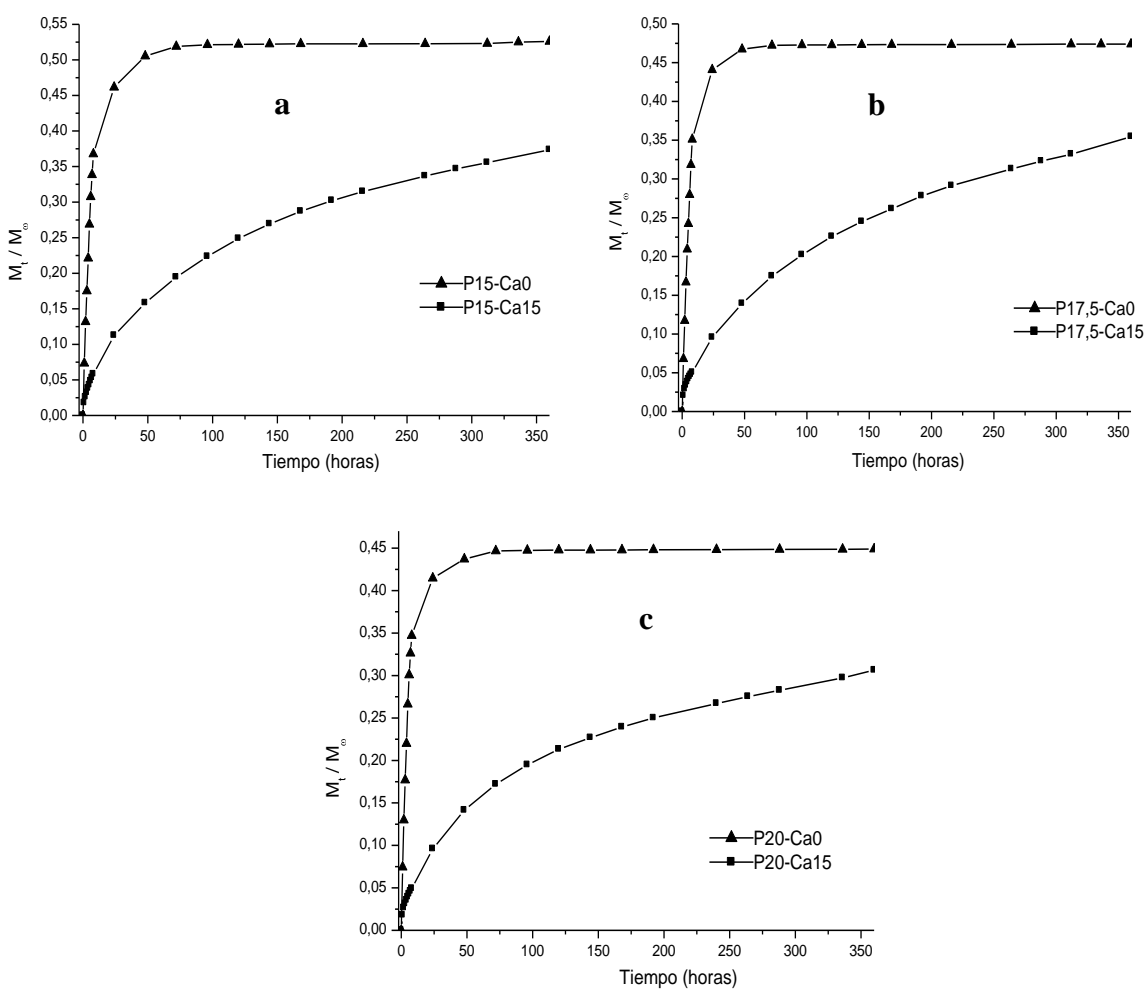 0,55
0,50
0,45
0,40
0,35
0,30
0,25
0,20
0,15
0,10
0,05
0,00
M_t / M_∞
a
P15-Ca0
P15-Ca15
0 50 100 150 200 250 300 350
Tiempo (horas)
0,50
0,45
0,40
0,35
0,30
0,25
0,20
0,15
0,10
0,05
0,00
M_t / M_∞
b
P17,5-Ca0
P17,5-Ca15
0 50 100 150 200 250 300 350
Tiempo (horas)
0,45
0,40
0,35
0,30
0,25
0,20
0,15
0,10
0,05
0,00
M_t / M_∞
c
P20-Ca0
P20-Ca15
0 50 100 150 200 250 300 350
Tiempo (horas)